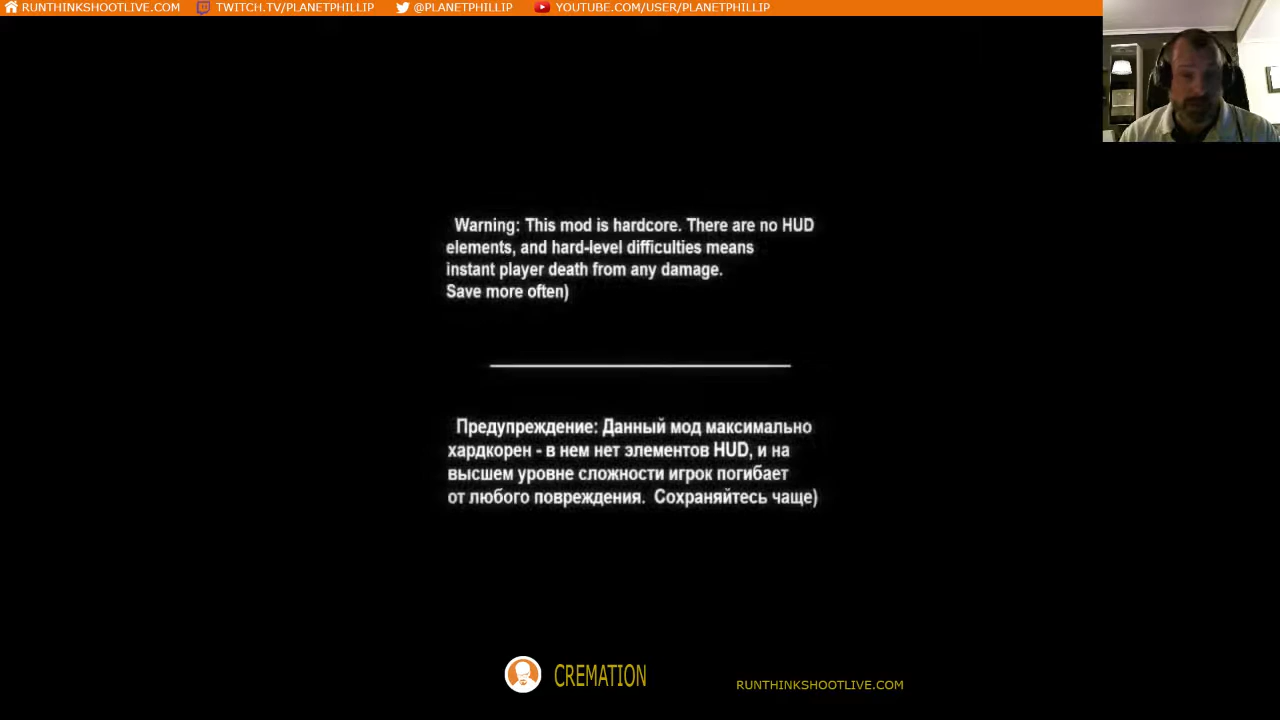 RUNTHINKSHOOTLIVE.COM TWITCH.TV/PLANETPHILLIP @PLANETPHILLIP YOUTUBE.COM/USER/PLANETPHILLIP
Warning: This mod is hardcore. There are no HUD
elements, and hard-level difficulties means
instant player death from any damage.
Save more often)
Предупреждение: Данный мод максимально
хардкорен - в нем нет элементов HUD, и на
высшем уровне сложности игрок погибает
от любого повреждения. Сохраняйтесь чаще)
CREMATION
RUNTHINKSHOOTLIVE.COM